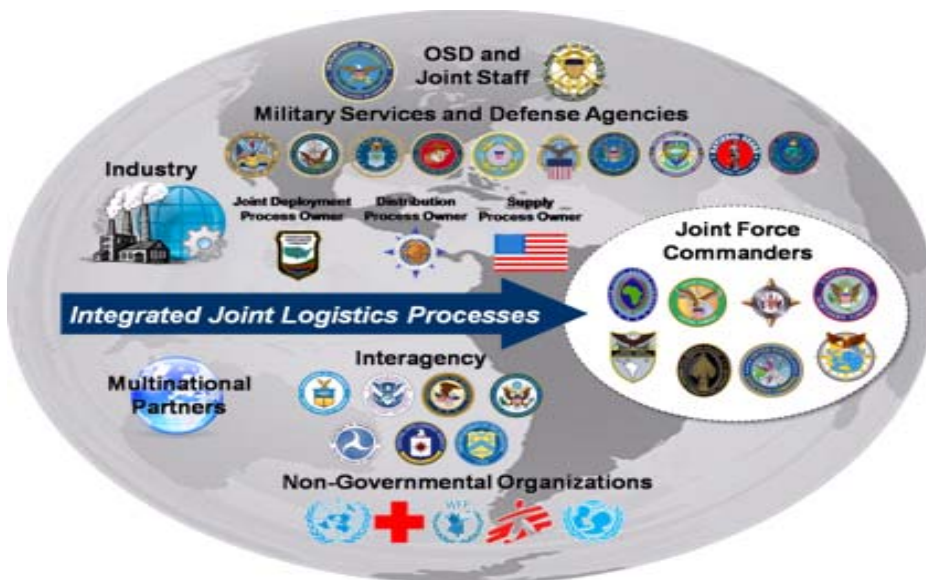 OSD and
Joint Staff
Military Services and Defense Agencies
Industry
Joint Deployment
Process Owner
Distribution
Process Owner
Supply
Process Owner
Joint Force
Commanders
Integrated Joint Logistics Processes
Interagency
Multinational
Partners
Non-Governmental Organizations
WFP